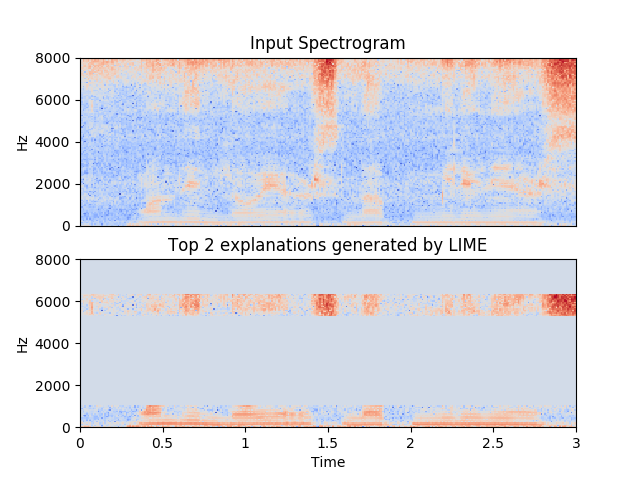 Input Spectrogram
8000
6000
4000
2000
0
Hz
Top 2 explanations generated by LIME
8000
6000
4000
2000
0
Hz
0 0.5 1 1.5 2 2.5 3
Time